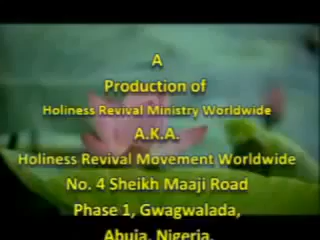 A
Production of
Holiness Revival Ministry Worldwide
A.K.A.
Holiness Revival Movement Worldwide
No. 4 Sheikh Maaji Road
Phase 1, Gwagwalada,
Abuja, Nigeria.